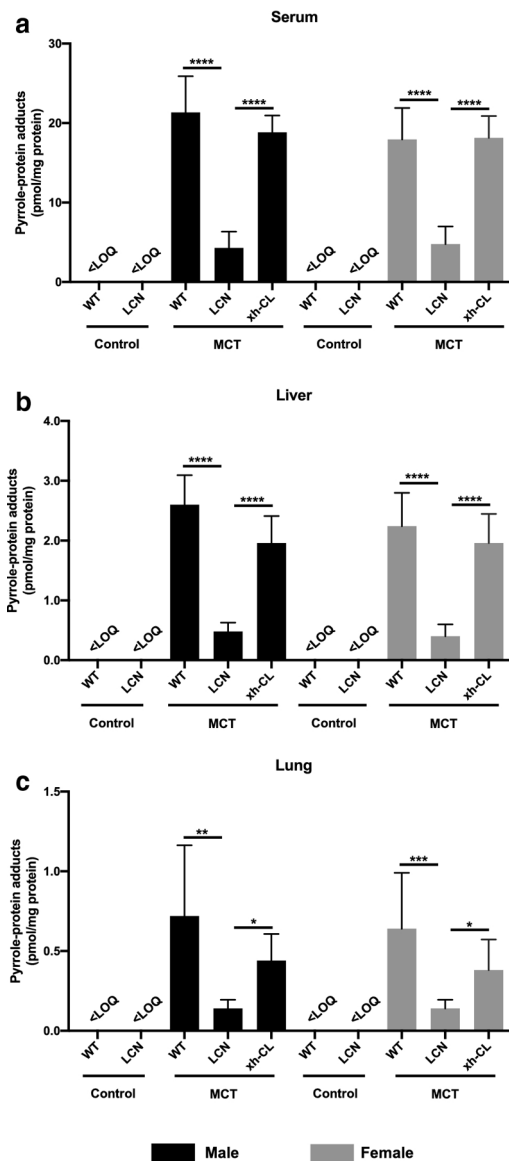 a
Serum
Pyrrole-protein adducts
(pmol/mg protein)
30
20
10
0
**** **** **** ****
<LOQ <LOQ <LOQ <LOQ
WT LCN WT LCN xh-CL WT LCN WT LCN xh-CL
Control MCT Control MCT
b
Liver
Pyrrole-protein adducts
(pmol/mg protein)
4.0
3.0
2.0
1.0
0.0
**** **** **** ****
<LOQ <LOQ <LOQ <LOQ
WT LCN WT LCN xh-CL WT LCN WT LCN xh-CL
Control MCT Control MCT
c
Lung
Pyrrole-protein adducts
(pmol/mg protein)
1.5
1.0
0.5
0.0
** * *** *
<LOQ <LOQ <LOQ <LOQ
WT LCN WT LCN xh-CL WT LCN WT LCN xh-CL
Control MCT Control MCT
Male Female